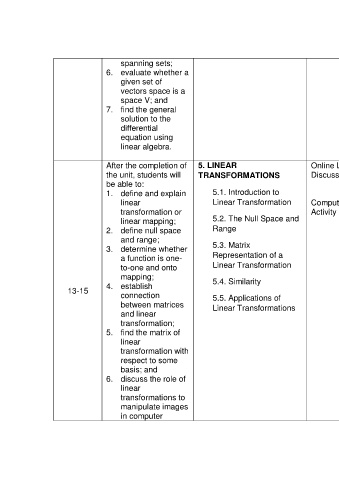 spanning sets;
6. evaluate whether a
given set of
vectors space is a
space V; and
7. find the general
solution to the
differential
equation using
linear algebra.
13-15
After the completion of
the unit, students will
be able to:
1. define and explain
linear
transformation or
linear mapping;
2. define null space
and range;
3. determine whether
a function is one-
to-one and onto
mapping;
4. establish
connection
between matrices
and linear
transformation;
5. find the matrix of
linear
transformation with
respect to some
basis; and
6. discuss the role of
linear
transformations to
manipulate images
in computer
5. LINEAR
TRANSFORMATIONS
5.1. Introduction to
Linear Transformation
5.2. The Null Space and
Range
5.3. Matrix
Representation of a
Linear Transformation
5.4. Similarity
5.5. Applications of
Linear Transformations
Online L
Discuss
Comput
Activity